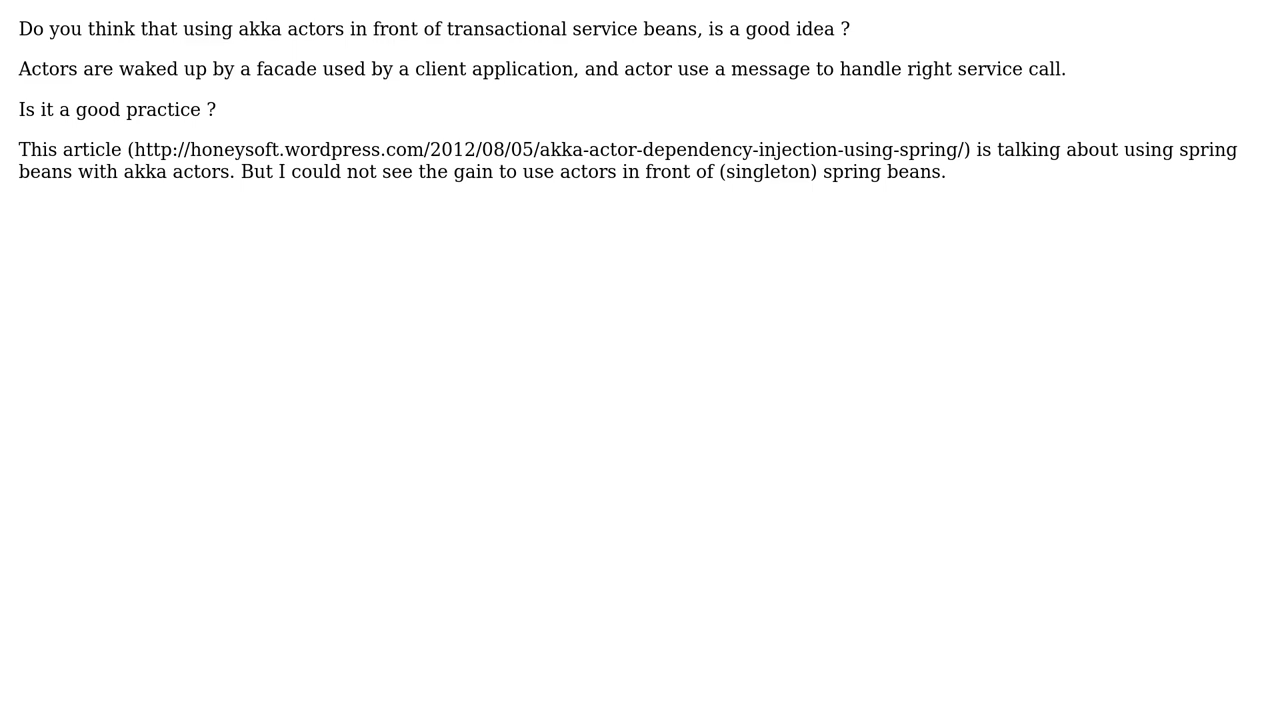 Do you think that using akka actors in front of transactional service beans, is a good idea ?
Actors are waked up by a facade used by a client application, and actor use a message to handle right service call.
Is it a good practice ?
This article (http://honeysoft.wordpress.com/2012/08/05/akka-actor-dependency-injection-using-spring/) is talking about using spring
beans with akka actors. But I could not see the gain to use actors in front of (singleton) spring beans.